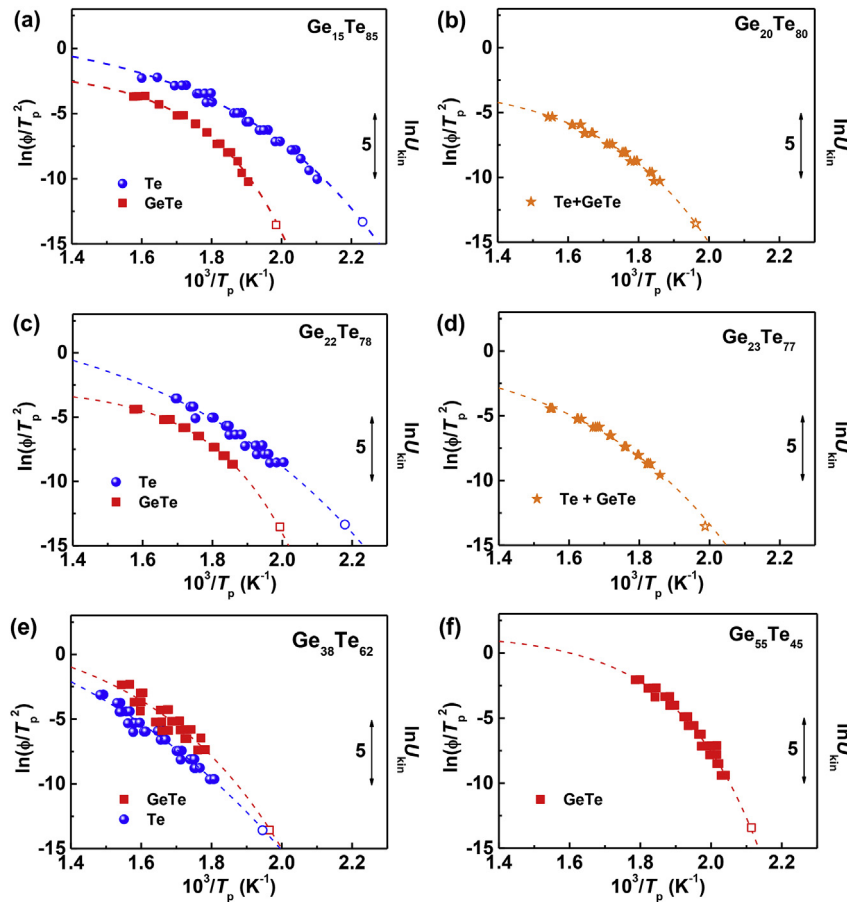 (a)
Ge₁₅Te₈₅
0
-5
-10
-15
ln(ϕ/Tₚ²)
Te
GeTe
5
lnUₖᵢₙ
1.4 1.6 1.8 2.0 2.2
10³/Tₚ (K⁻¹)
(b)
Ge₂₀Te₈₀
0
-5
-10
-15
ln(ϕ/Tₚ²)
Te+GeTe
5
lnUₖᵢₙ
1.4 1.6 1.8 2.0 2.2
10³/Tₚ (K⁻¹)
(c)
Ge₂₂Te₇₈
0
-5
-10
-15
ln(ϕ/Tₚ²)
Te
GeTe
5
lnUₖᵢₙ
1.4 1.6 1.8 2.0 2.2
10³/Tₚ (K⁻¹)
(d)
Ge₂₃Te₇₇
0
-5
-10
-15
ln(ϕ/Tₚ²)
Te + GeTe
5
lnUₖᵢₙ
1.4 1.6 1.8 2.0 2.2
10³/Tₚ (K⁻¹)
(e)
Ge₃₈Te₆₂
0
-5
-10
-15
ln(ϕ/Tₚ²)
GeTe
Te
5
lnUₖᵢₙ
1.4 1.6 1.8 2.0 2.2
10³/Tₚ (K⁻¹)
(f)
Ge₅₅Te₄₅
0
-5
-10
-15
ln(ϕ/Tₚ²)
GeTe
5
lnUₖᵢₙ
1.4 1.6 1.8 2.0 2.2
10³/Tₚ (K⁻¹)